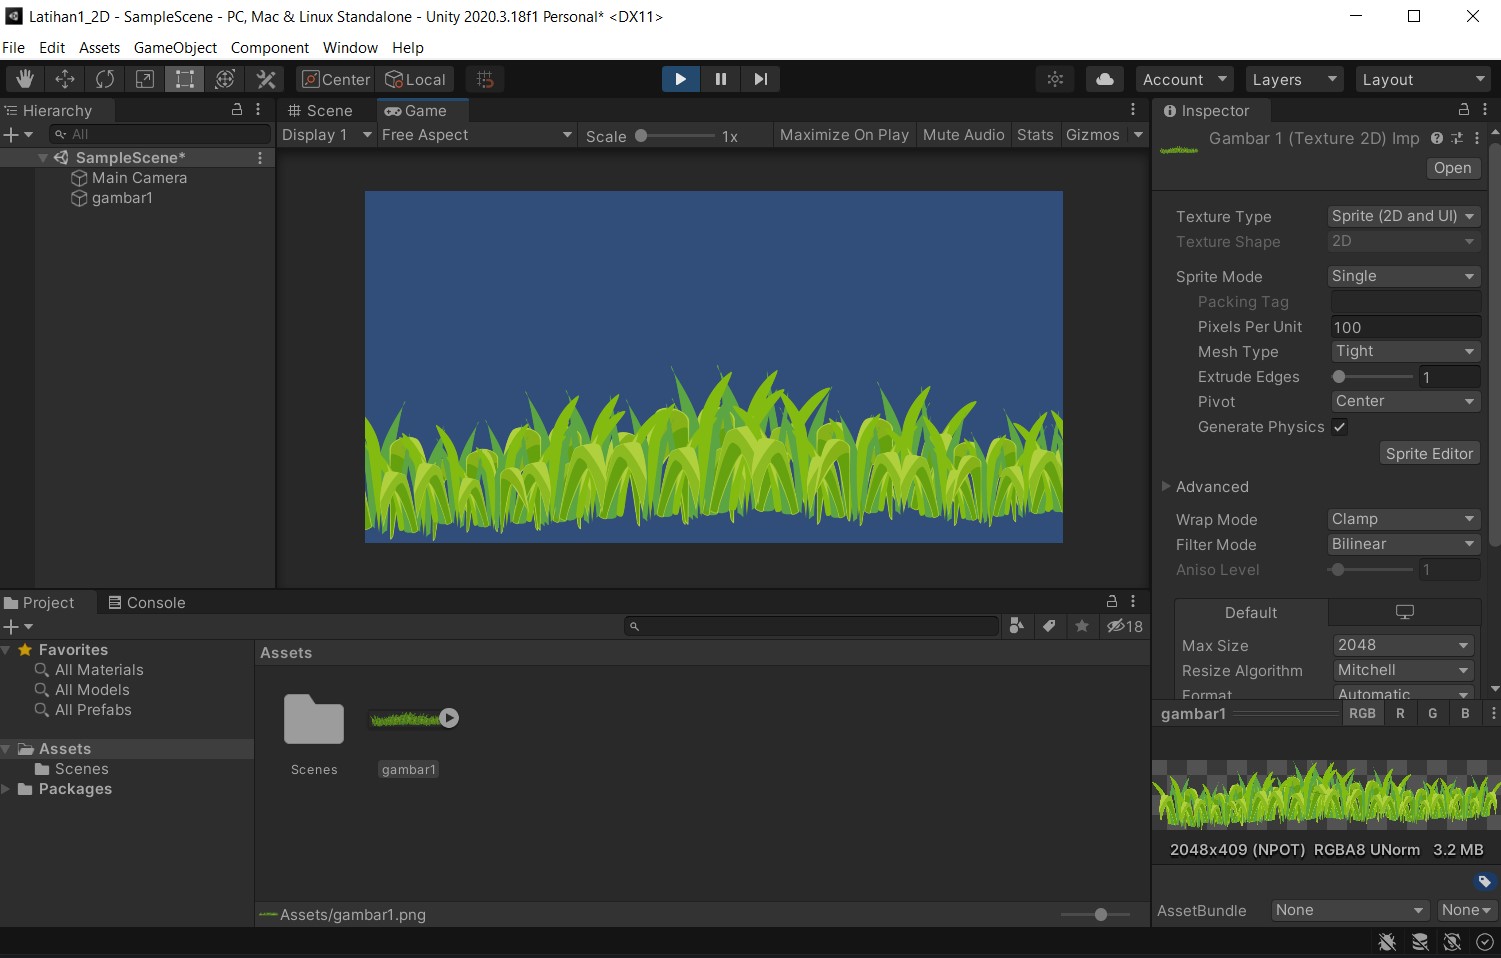 Latihan1_2D - SampleScene - PC, Mac & Linux Standalone - Unity 2020.3.18f1 Personal* <DX11>
File Edit Assets GameObject Component Window Help
Center Local Account Layers Layout
Hierarchy
All
SampleScene*
Main Camera
gambar1
Scene Game
Display 1 Free Aspect Scale 1x Maximize On Play Mute Audio Stats Gizmos
Inspector
Gambar 1 (Texture 2D) Imp
Open
Texture Type Sprite (2D and UI)
Texture Shape 2D
Sprite Mode Single
Packing Tag
Pixels Per Unit 100
Mesh Type Tight
Extrude Edges 1
Pivot Center
Generate Physics
Sprite Editor
Advanced
Wrap Mode Clamp
Filter Mode Bilinear
Aniso Level 1
Default
Max Size 2048
Resize Algorithm Mitchell
Format Automatic
gambar1 RGB R G B
2048x409 (NPOT) RGBA8 UNorm 3.2 MB
AssetBundle None None
Project Console
18
Favorites
All Materials
All Models
All Prefabs
Assets
Scenes
Packages
Assets
Scenes gambar1
Assets/gambar1.png